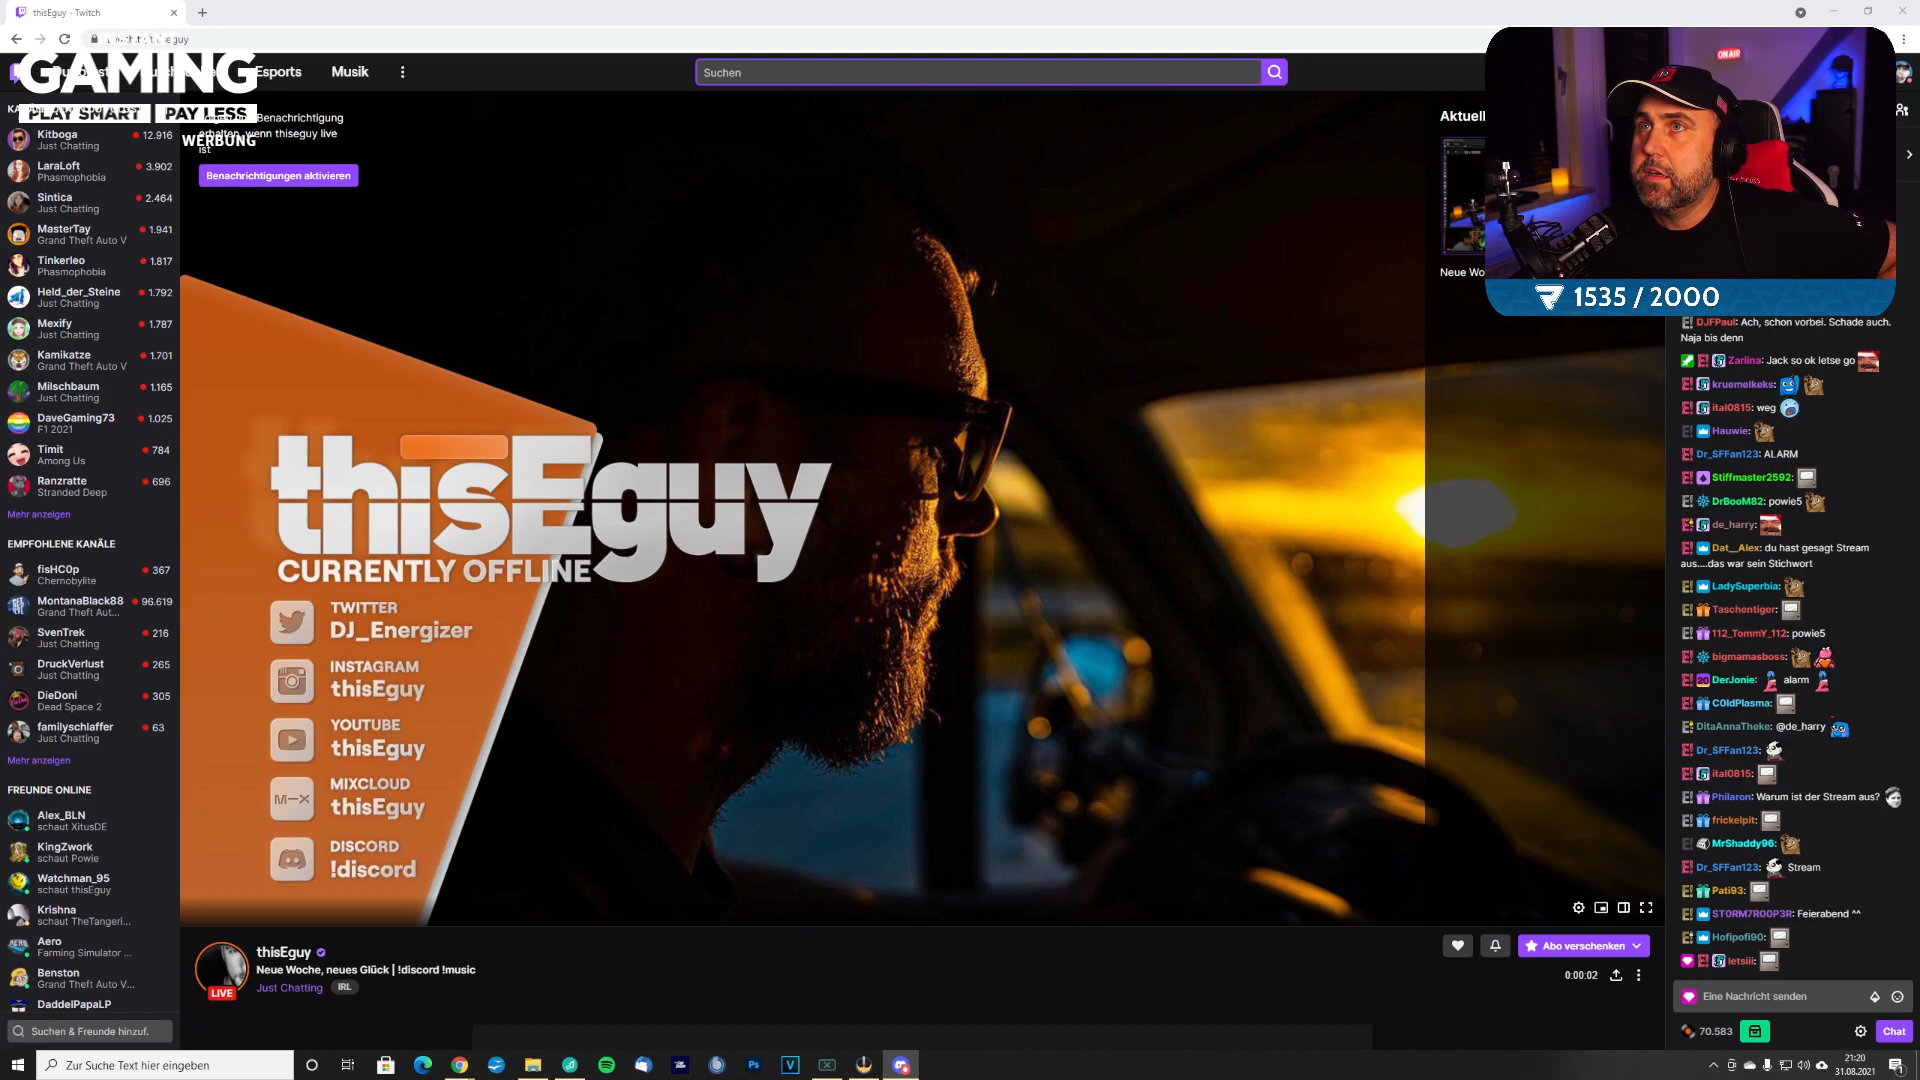 thisEguy - Twitch
GAMING
PLAY SMART PAY LESS
WERBUNG
Esports
Musik
Suchen
Benachrichtigung
erhalten, wenn thiseguy live
ist
Benachrichtigungen aktivieren
Kitboga 12.916
Just Chatting
LaraLoft 3.902
Phasmophobia
Sintica 2.464
Just Chatting
MasterTay 1.941
Grand Theft Auto V
Tinkerleo 1.817
Phasmophobia
Held_der_Steine 1.792
Just Chatting
Mexify 1.787
Just Chatting
Kamikatze 1.701
Grand Theft Auto V
Milschbaum 1.165
Just Chatting
DaveGaming73 1.025
F1 2021
Timit 784
Among Us
Ranzratte 696
Stranded Deep
Mehr anzeigen
EMPFOHLENE KANÄLE
fisHC0p 367
Chernobylite
MontanaBlack88 96.619
Grand Theft Aut...
SvenTrek 216
Just Chatting
DruckVerlust 265
Just Chatting
DieDoni 305
Dead Space 2
familyschlaffer 63
Just Chatting
Mehr anzeigen
FREUNDE ONLINE
Alex_BLN
schaut XitusDE
KingZwork
schaut Powie
Watchman_95
schaut thisEguy
Krishna
schaut TheTangeri...
Aero
Farming Simulator ...
Benston
Grand Theft Auto V...
DaddelPapaLP
Suchen & Freunde hinzuf.
thisEguy
CURRENTLY OFFLINE
TWITTER
DJ_Energizer
INSTAGRAM
thisEguy
YOUTUBE
thisEguy
M-X
MIXCLOUD
thisEguy
DISCORD
!discord
thisEguy
LIVE
Neue Woche, neues Glück | !discord !music
Just Chatting IRL
Abo verschenken
0:00:02
Aktuell
Neue Wo
ON AIR
1535 / 2000
DJFPaul: Ach, schon vorbei. Schade auch.
Naja bis denn
Zariina: Jack so ok letse go
kruemelkeks:
ital0815: weg
Hauwie:
Dr_SFFan123: ALARM
Stiffmaster2592:
DrBooM82: powie5
de_harry:
Dat__Alex: du hast gesagt Stream
aus....das war sein Stichwort
LadySuperbia:
Taschentiger:
112_TommY_112: powie5
bigmamasboss:
DerJonie: alarm
C0ldPlasma:
DitaAnnaTheke: @de_harry
Dr_SFFan123:
ital0815:
Philaron: Warum ist der Stream aus?
frickelpit:
MrShaddy96:
Dr_SFFan123: Stream
Pati93:
ST0RM7R00P3R: Feierabend ^^
Hofipofi90:
letsiii:
Eine Nachricht senden
70.583
Chat
Zur Suche Text hier eingeben
21:20
31.08.2021